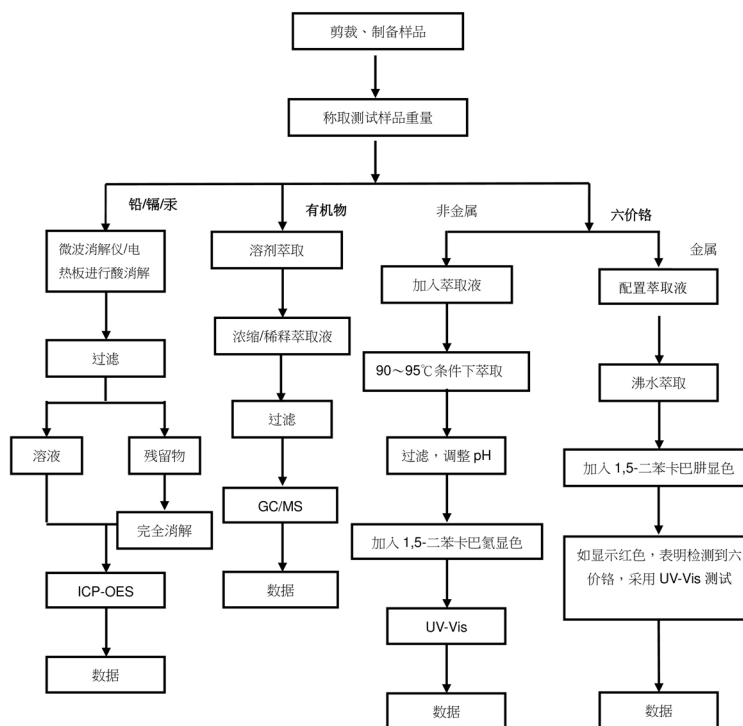 剪裁、制备样品
称取测试样品重量
铅/镉/汞
有机物
非金属
六价铬
金属
微波消解仪/电
热板进行酸消解
溶剂萃取
加入萃取液
配置萃取液
过滤
浓缩/稀释萃取液
90～95℃条件下萃取
沸水萃取
溶液
残留物
过滤
过滤，调整 pH
加入 1,5-二苯卡巴肼显色
完全消解
GC/MS
加入 1,5-二苯卡巴氮显色
如显示红色，表明检测到六
价铬，采用 UV-Vis 测试
ICP-OES
数据
UV-Vis
数据
数据
数据